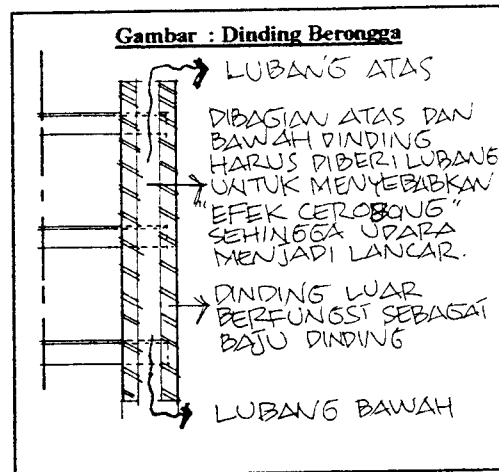 Gambar : Dinding Berongga
LUBANG ATAS
DIBAGIAN ATAS DAN
BAWAH DINDING
HARUS DIBERI LUBANG
UNTUK MENYEBABKAN
"EFEK CEROBONG"
SEHINGGA UDARA
MENJADI LANCAR.
DINDING LUAR
BERFUNGSI SEBAGAI
BAJU DINDING
LUBANG BAWAH